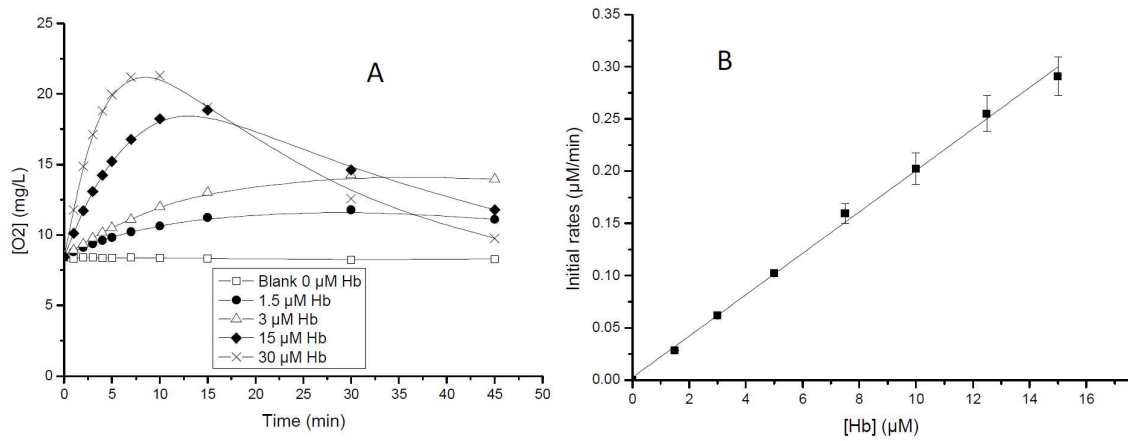 A
[O2] (mg/L)
25
20
15
10
5
0
Blank 0 µM Hb
1.5 µM Hb
3 µM Hb
15 µM Hb
30 µM Hb
0 5 10 15 20 25 30 35 40 45 50
Time (min)
B
Initial rates (µM/min)
0.35
0.30
0.25
0.20
0.15
0.10
0.05
0.00
0 2 4 6 8 10 12 14 16
[Hb] (µM)